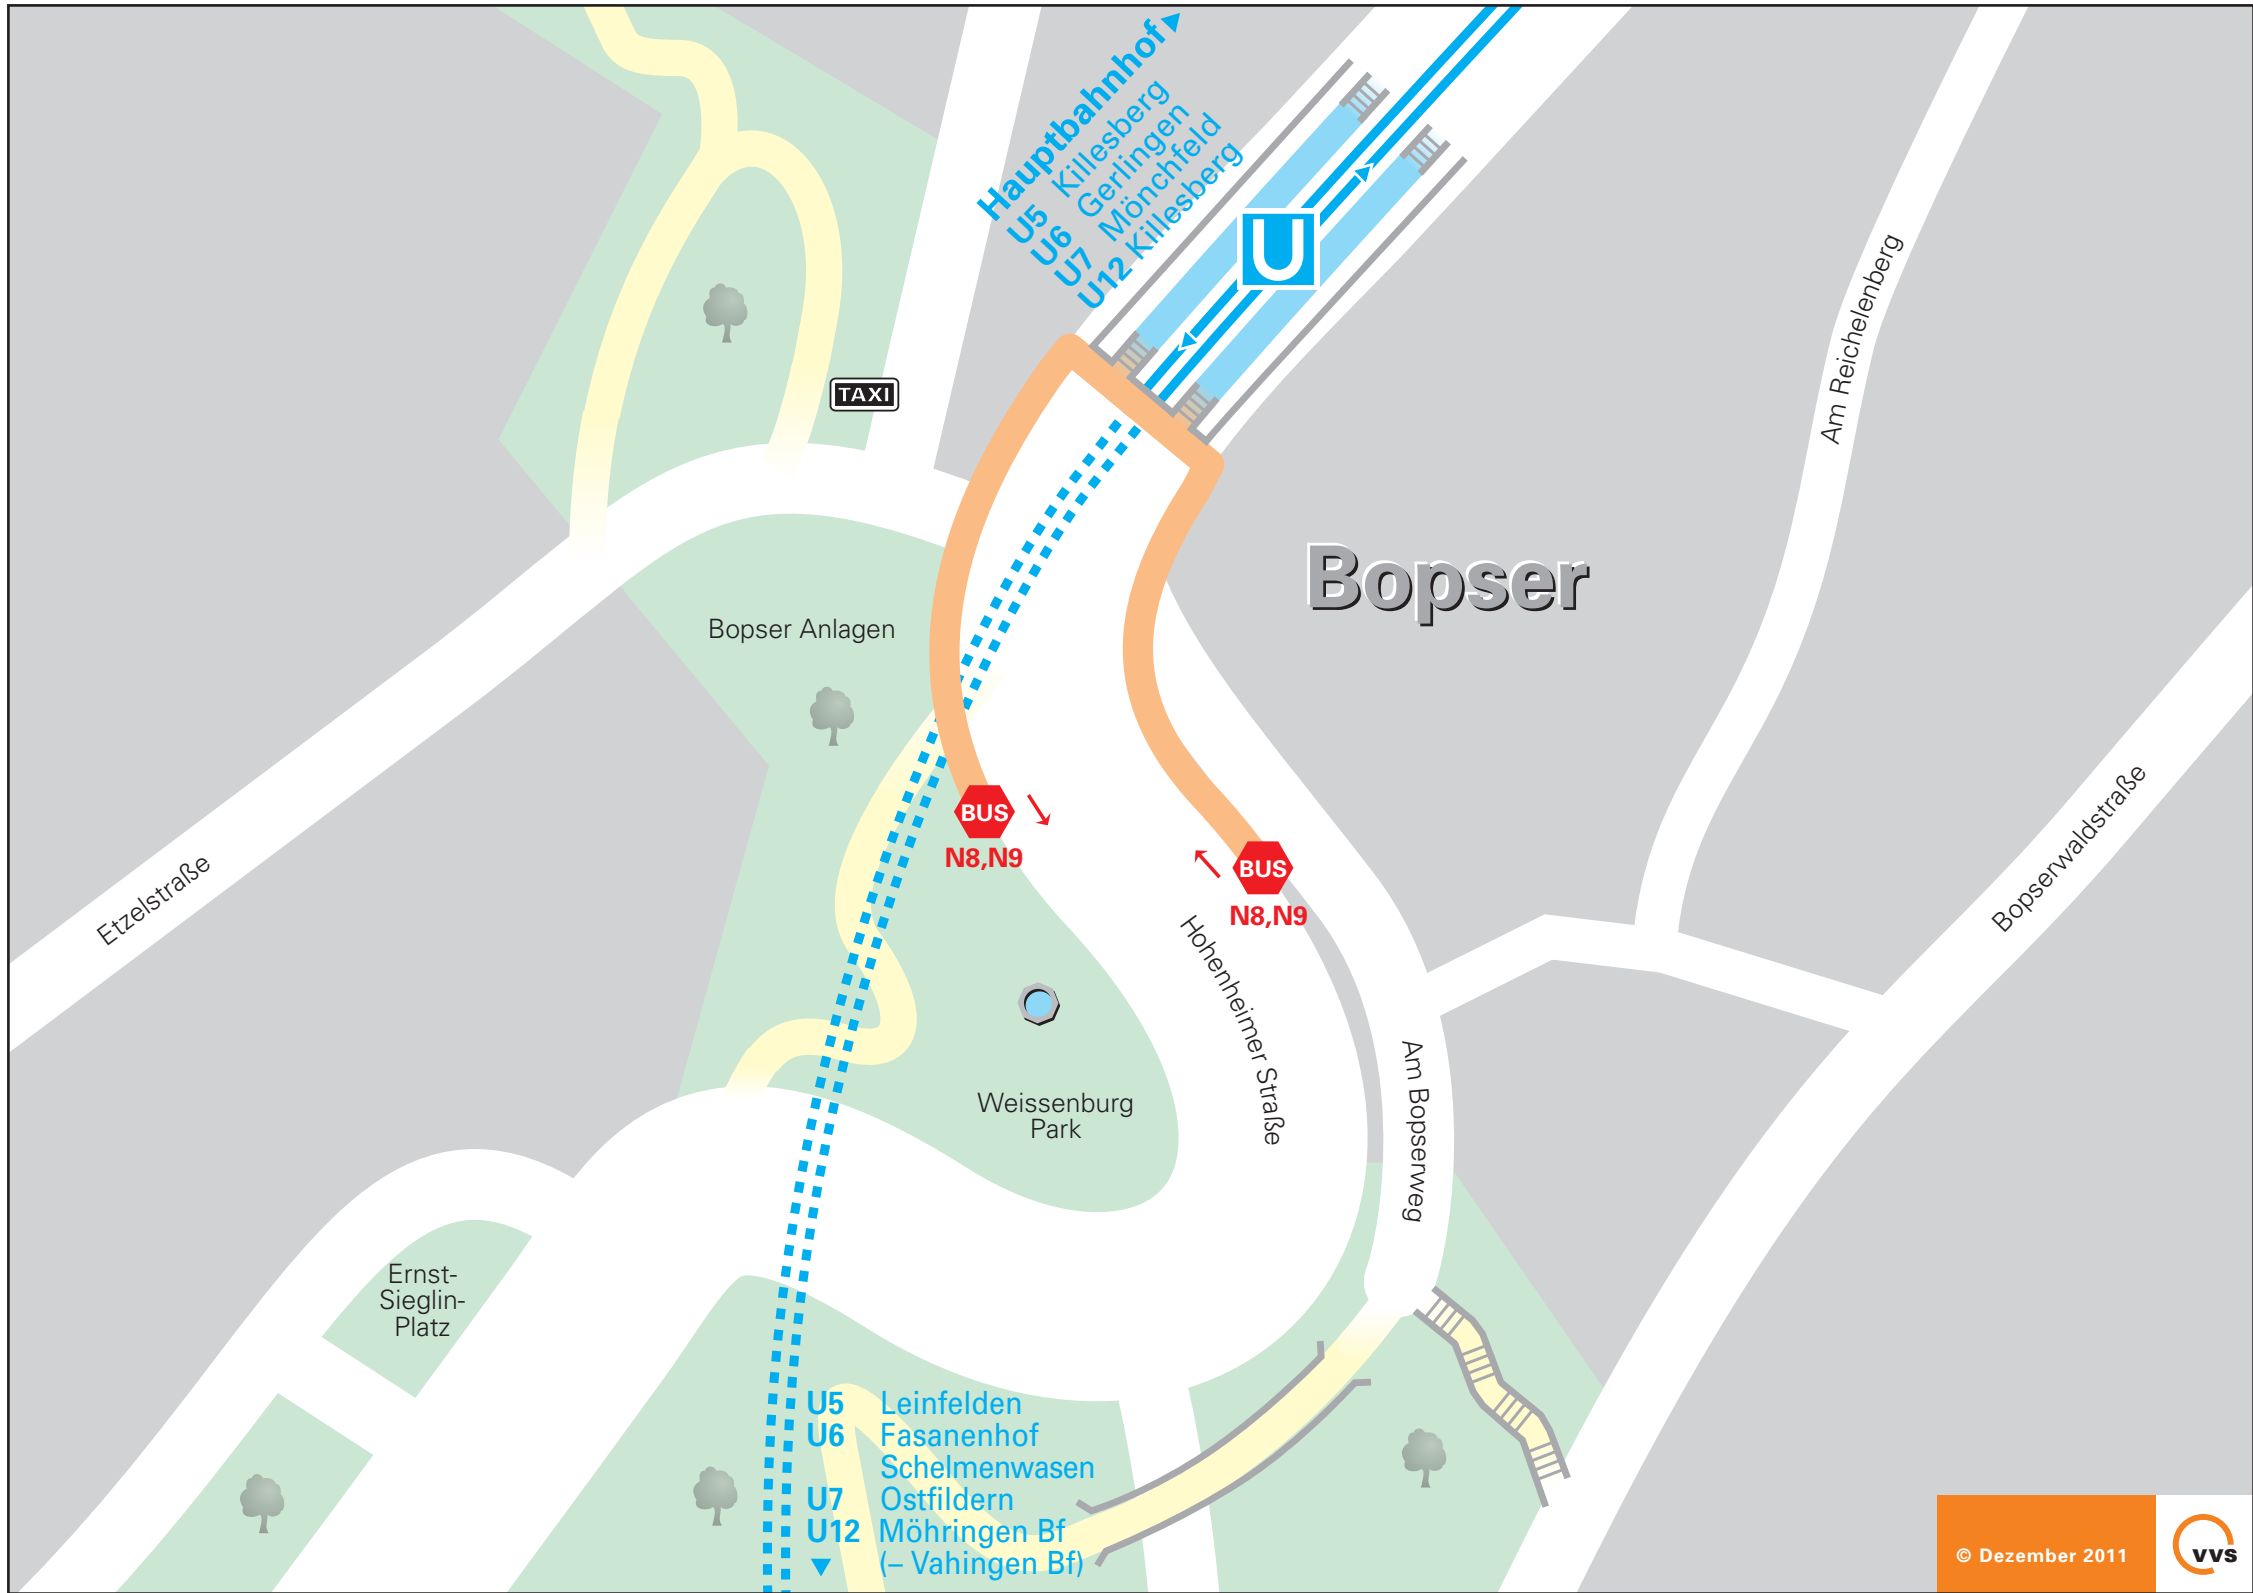 Hauptbahnhof
U5 Killesberg
U6 Gerlingen
U7 Mönchfeld
U12 Killesberg
U
TAXI
Am Reichelenberg
Bopser
Bopser Anlagen
BUS
N8,N9
BUS
N8,N9
Etzelstraße
Bopserwaldstraße
Hohenheimer Straße
Am Bopserweg
Weissenburg
Park
Ernst-
Sieglin-
Platz
U5 Leinfelden
U6 Fasanenhof
Schelmenwasen
U7 Ostfildern
U12 Möhringen Bf
(– Vahingen Bf)
© Dezember 2011
vvs